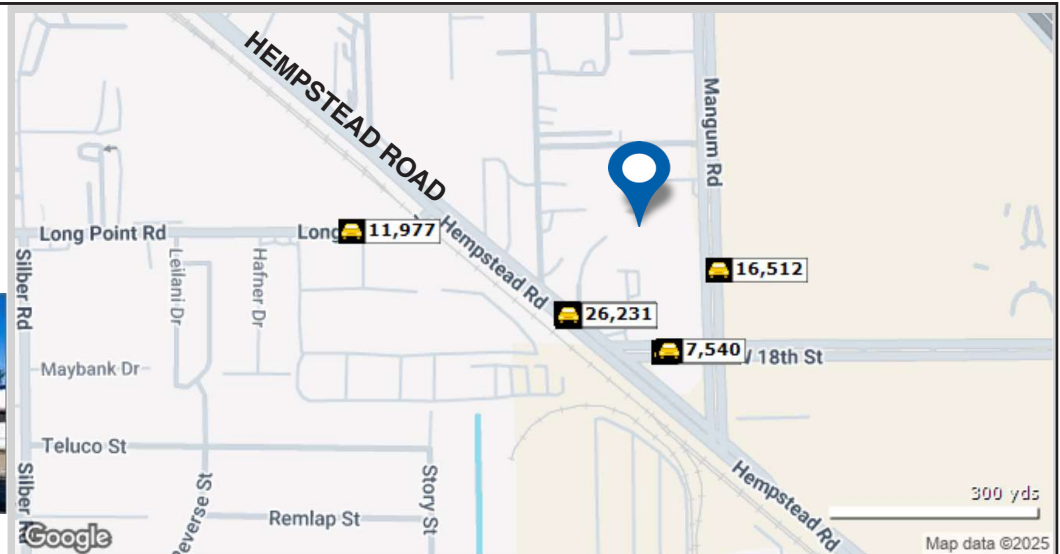 HEMPSTEAD ROAD
Mangum Rd
Long Point Rd
Long
11,977
Hempstead Rd
16,512
26,231
7,540
18th St
Silber Rd
Leilani Dr
Hafner Dr
Maybank Dr
Teluco St
Silber
Story St
Remlap St
Hempstead Rd
300 yds
Google
Map data ©2025